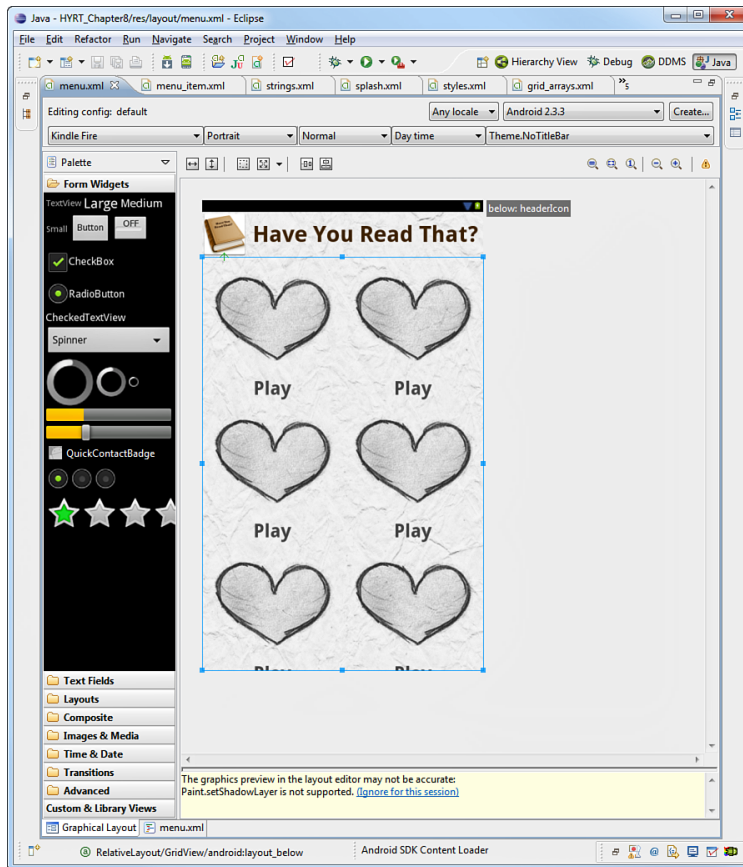 Java - HYRT_Chapter8/res/layout/menu.xml - Eclipse
File Edit Refactor Run Navigate Search Project Window Help
Hierarchy View Debug DDMS Java
menu.xml menu_item.xml strings.xml splash.xml styles.xml grid_arrays.xml »5
Editing config: default Any locale Android 2.3.3 Create...
Kindle Fire Portrait Normal Day time Theme.NoTitleBar
Palette
Form Widgets
TextView Large Medium
Small Button OFF
CheckBox
RadioButton
CheckedTextView
Spinner
QuickContactBadge
Text Fields
Layouts
Composite
Images & Media
Time & Date
Transitions
Advanced
Custom & Library Views
below: headerIcon
Have You Read That?
Play Play
Play Play
Play Play
The graphics preview in the layout editor may not be accurate:
Paint.setShadowLayer is not supported. (Ignore for this session)
Graphical Layout menu.xml
RelativeLayout/GridView/android:layout_below Android SDK Content Loader